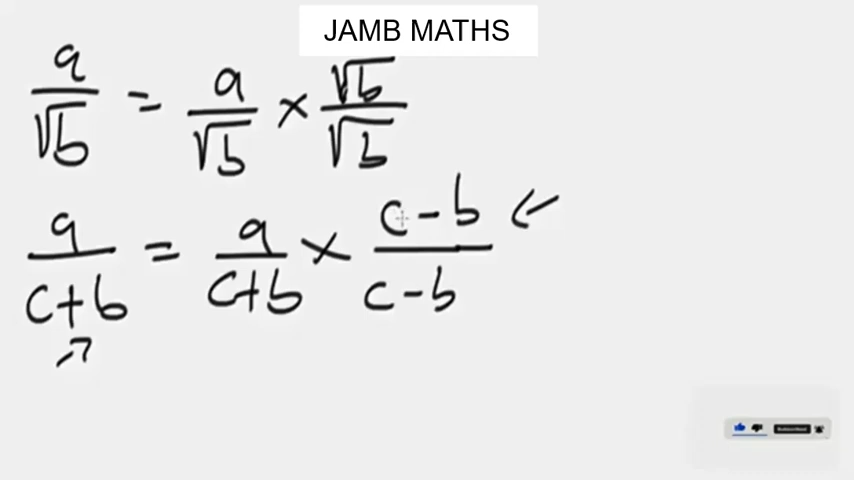 JAMB MATHS
a/√b = a/√b × √b/√b
a/(c+b) = a/(c+b) × (c-b)/(c-b) ←